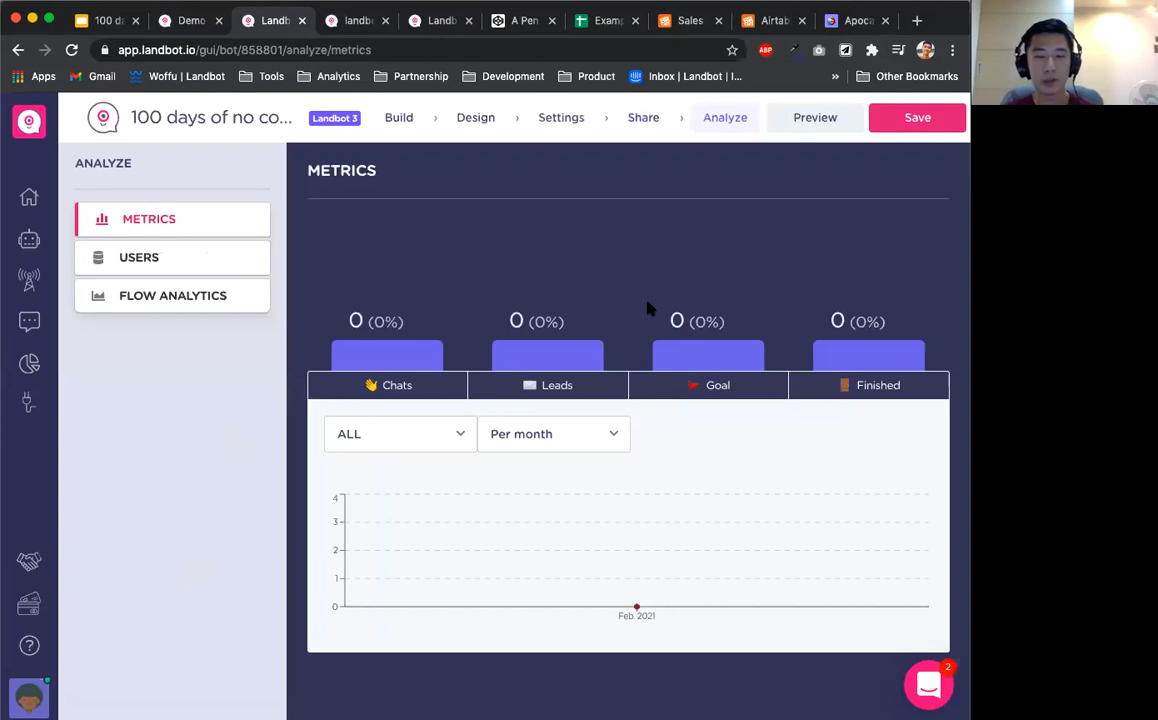 100 d
Demo
Landb
landbo
Landb
A Pen
Examp
Sales
Airtab
Apoca
app.landbot.io/gui/bot/858801/analyze/metrics
ABP
Apps
Gmail
Woffu | Landbot
Tools
Analytics
Partnership
Development
Product
Inbox | Landbot | I...
»
Other Bookmarks
100 days of no co...
Landbot 3
Build
Design
Settings
Share
Analyze
Preview
Save
ANALYZE
METRICS
USERS
FLOW ANALYTICS
METRICS
0 (0%)
0 (0%)
0 (0%)
0 (0%)
Chats
Leads
Goal
Finished
ALL
Per month
4
3
2
1
0
Feb. 2021
2